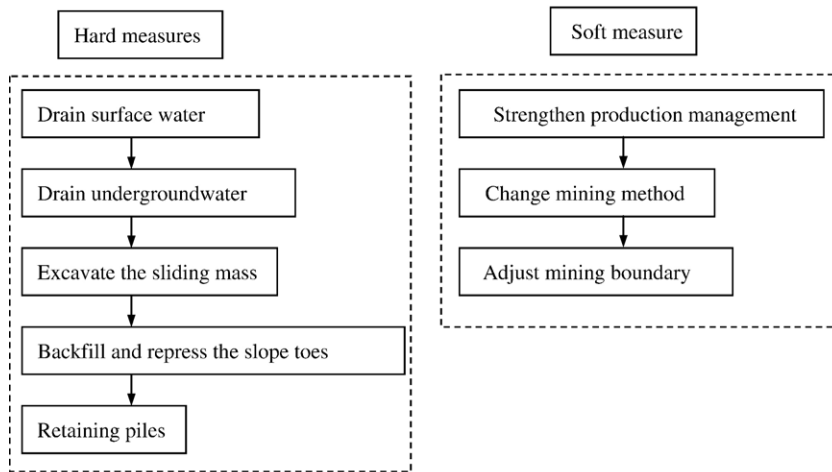 Hard measures
Drain surface water
Drain undergroundwater
Excavate the sliding mass
Backfill and repress the slope toes
Retaining piles
Soft measure
Strengthen production management
Change mining method
Adjust mining boundary